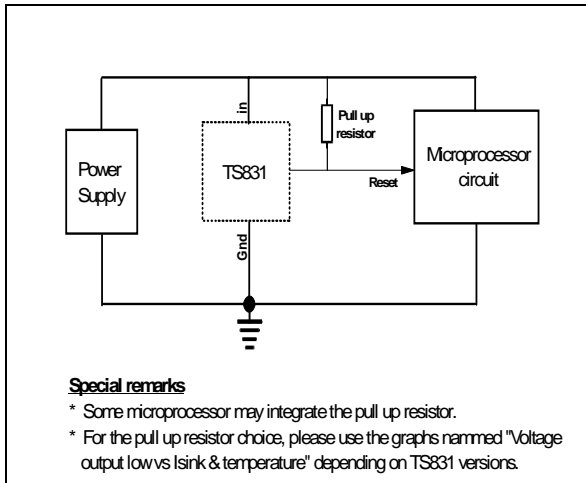 in
Pull up
resistor
Power
Supply
TS831
Microprocessor
circuit
Reset
Gnd
Special remarks
* Some microprocessor may integrate the pull up resistor.
* For the pull up resistor choice, please use the graphs nammed "Voltage
output low vs Isink & temperature" depending on TS831 versions.